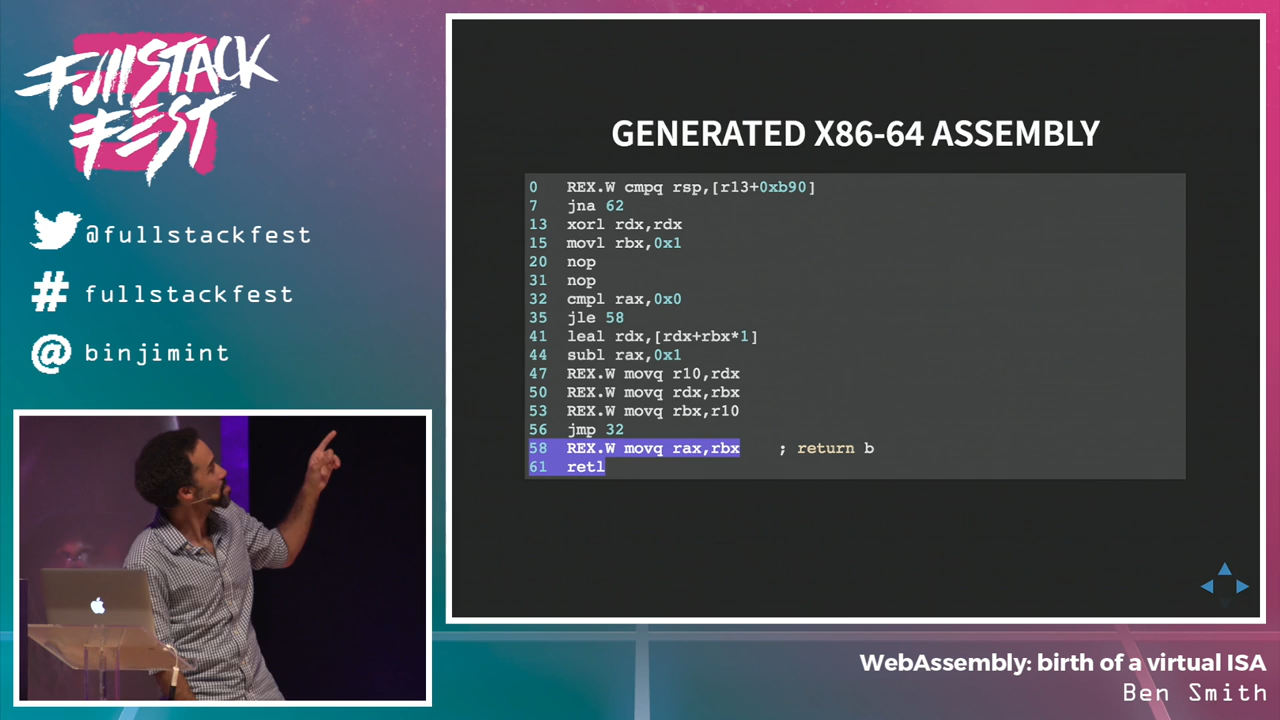 FullStack
Fest
@fullstackfest
# fullstackfest
@ binjimint
GENERATED X86-64 ASSEMBLY
0 REX.W cmpq rsp,[r13+0xb90]
7 jna 62
13 xorl rdx,rdx
15 movl rbx,0x1
20 nop
31 nop
32 cmpl rax,0x0
35 jle 58
41 leal rdx,[rdx+rbx*1]
44 subl rax,0x1
47 REX.W movq r10,rdx
50 REX.W movq rdx,rbx
53 REX.W movq rbx,r10
56 jmp 32
58 REX.W movq rax,rbx ; return b
61 retl
WebAssembly: birth of a virtual ISA
Ben Smith